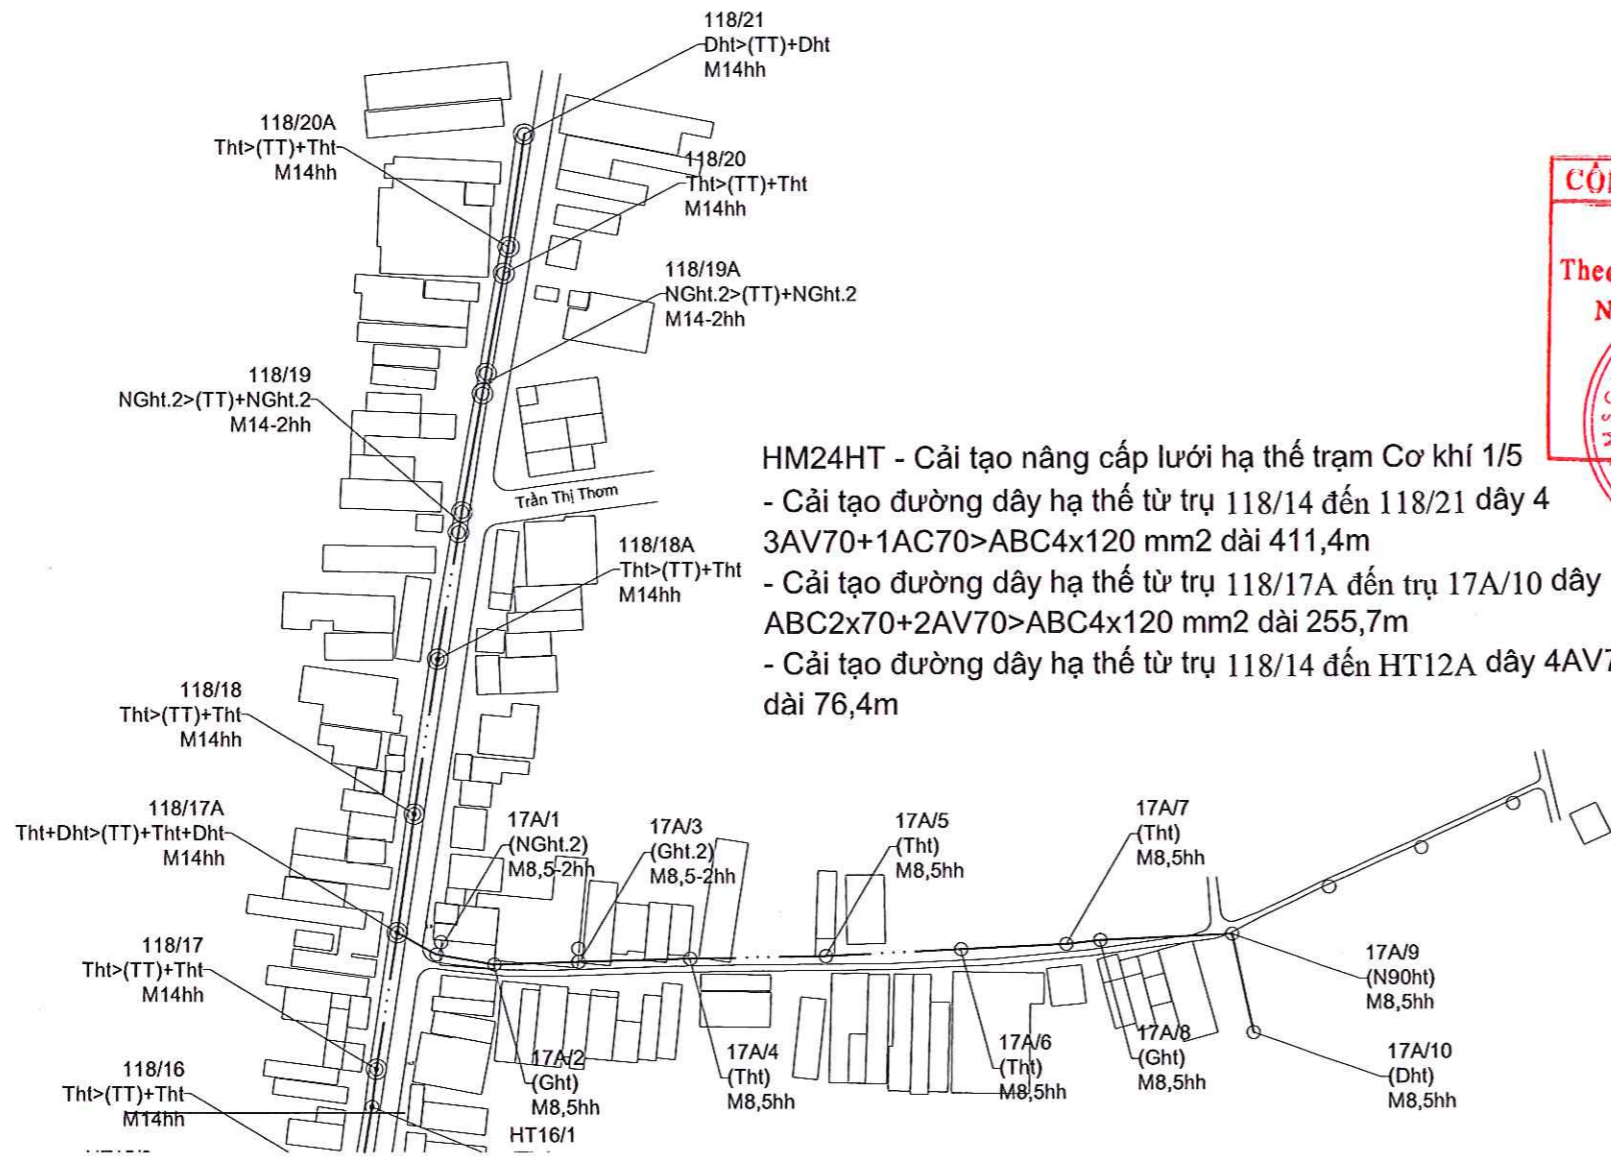 118/21
Dht>(TT)+Dht
M14hh
118/20A
Tht>(TT)+Tht
M14hh
118/20
Tht>(TT)+Tht
M14hh
118/19A
NGht.2>(TT)+NGht.2
M14-2hh
118/19
NGht.2>(TT)+NGht.2
M14-2hh
Trần Thị Thơm
118/18A
Tht>(TT)+Tht
M14hh
HM24HT - Cải tạo nâng cấp lưới hạ thế trạm Cơ khí 1/5
- Cải tạo đường dây hạ thế từ trụ 118/14 đến 118/21 dây 4
3AV70+1AC70>ABC4x120 mm2 dài 411,4m
- Cải tạo đường dây hạ thế từ trụ 118/17A đến trụ 17A/10 dây
ABC2x70+2AV70>ABC4x120 mm2 dài 255,7m
- Cải tạo đường dây hạ thế từ trụ 118/14 đến HT12A dây 4AV7
dài 76,4m
118/18
Tht>(TT)+Tht
M14hh
118/17A
Tht+Dht>(TT)+Tht+Dht
M14hh
17A/1
(NGht.2)
M8,5-2hh
17A/3
(Ght.2)
M8,5-2hh
17A/5
(Tht)
M8,5hh
17A/7
(Tht)
M8,5hh
118/17
Tht>(TT)+Tht
M14hh
17A/9
(N90ht)
M8,5hh
118/16
Tht>(TT)+Tht
M14hh
17A/2
(Ght)
M8,5hh
17A/4
(Tht)
M8,5hh
17A/6
(Tht)
M8,5hh
17A/8
(Ght)
M8,5hh
17A/10
(Dht)
M8,5hh
HT16/1